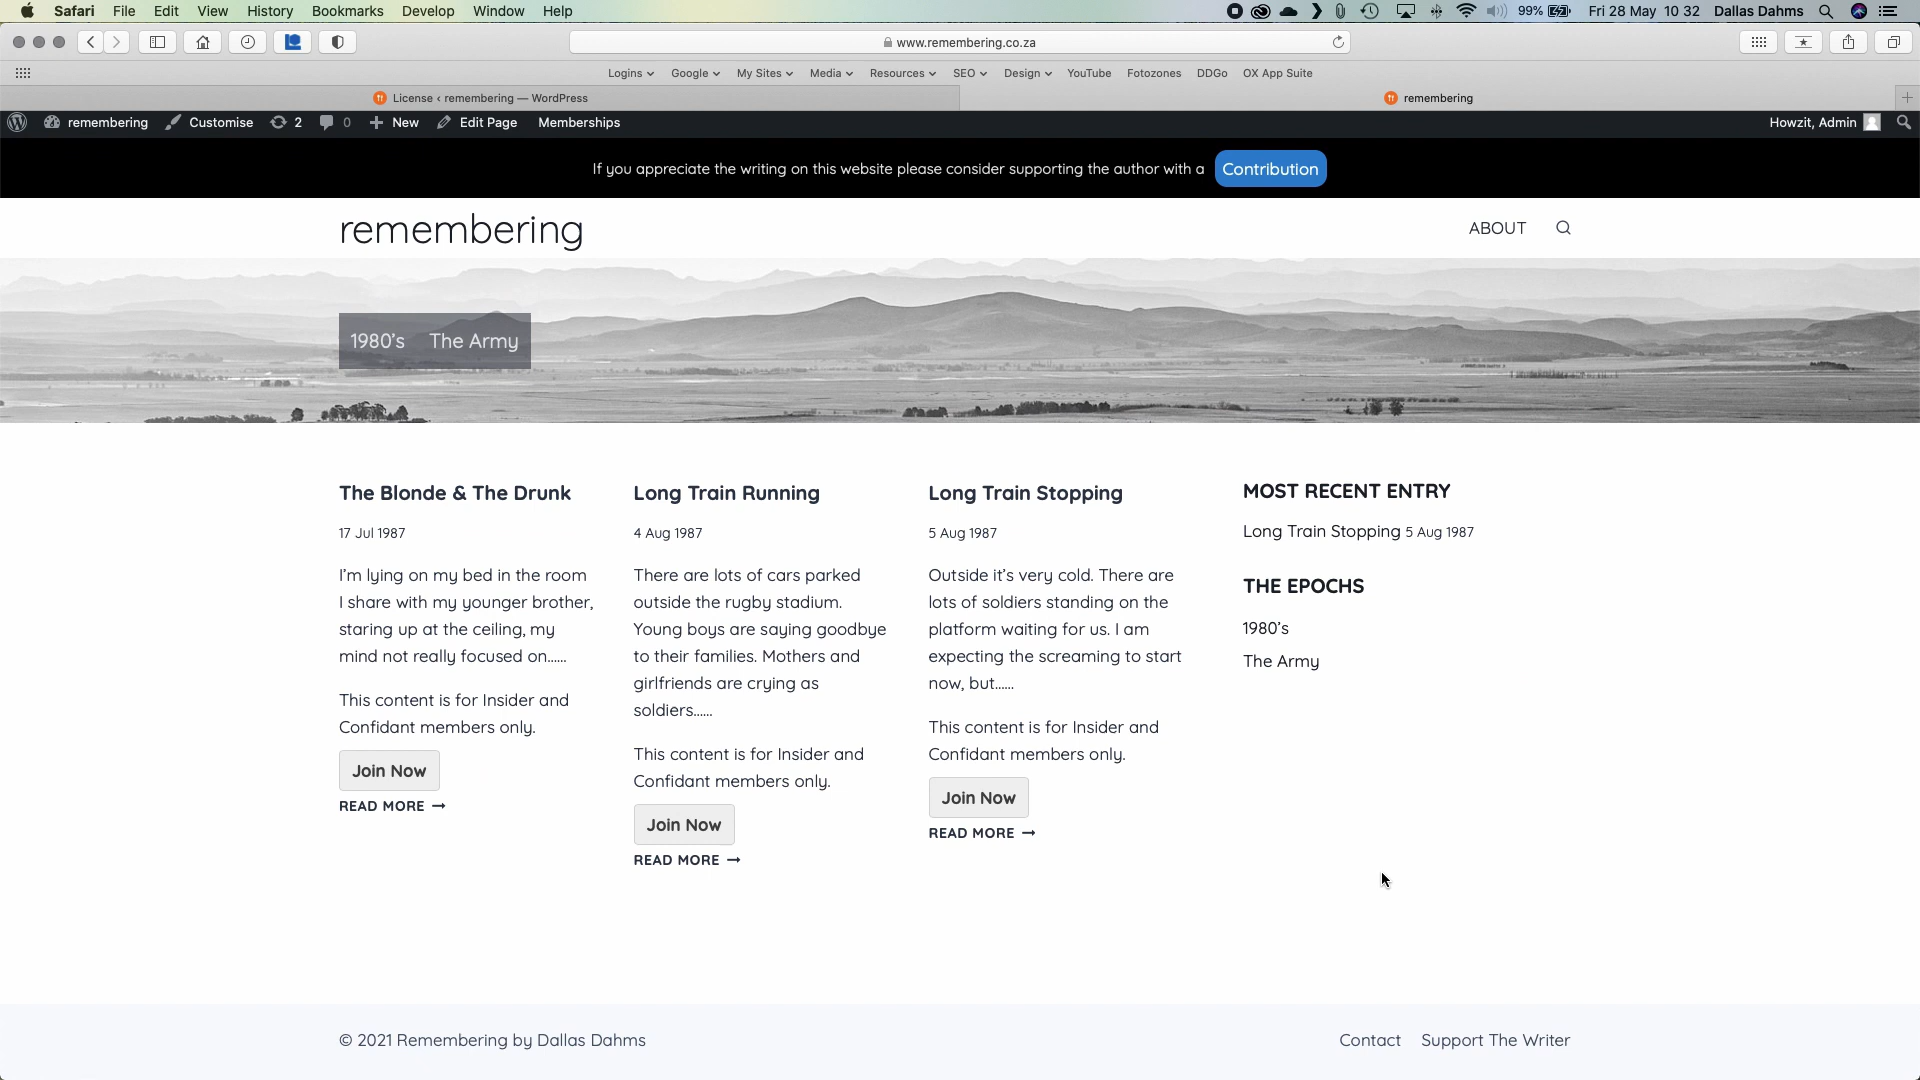 Safari File Edit View History Bookmarks Develop Window Help 99% Fri 28 May 10 32 Dallas Dahms
www.remembering.co.za
Logins Google My Sites Media Resources SEO Design YouTube Fotozones DDGo OX App Suite
License ‹ remembering — WordPress remembering
remembering Customise 2 0 New Edit Page Memberships Howzit, Admin
If you appreciate the writing on this website please consider supporting the author with a Contribution
remembering
ABOUT
1980’s The Army
The Blonde & The Drunk
17 Jul 1987
I’m lying on my bed in the room
I share with my younger brother,
staring up at the ceiling, my
mind not really focused on......
This content is for Insider and
Confidant members only.
Join Now
READ MORE →
Long Train Running
4 Aug 1987
There are lots of cars parked
outside the rugby stadium.
Young boys are saying goodbye
to their families. Mothers and
girlfriends are crying as
soldiers......
This content is for Insider and
Confidant members only.
Join Now
READ MORE →
Long Train Stopping
5 Aug 1987
Outside it’s very cold. There are
lots of soldiers standing on the
platform waiting for us. I am
expecting the screaming to start
now, but......
This content is for Insider and
Confidant members only.
Join Now
READ MORE →
MOST RECENT ENTRY
Long Train Stopping 5 Aug 1987
THE EPOCHS
1980’s
The Army
© 2021 Remembering by Dallas Dahms
Contact Support The Writer